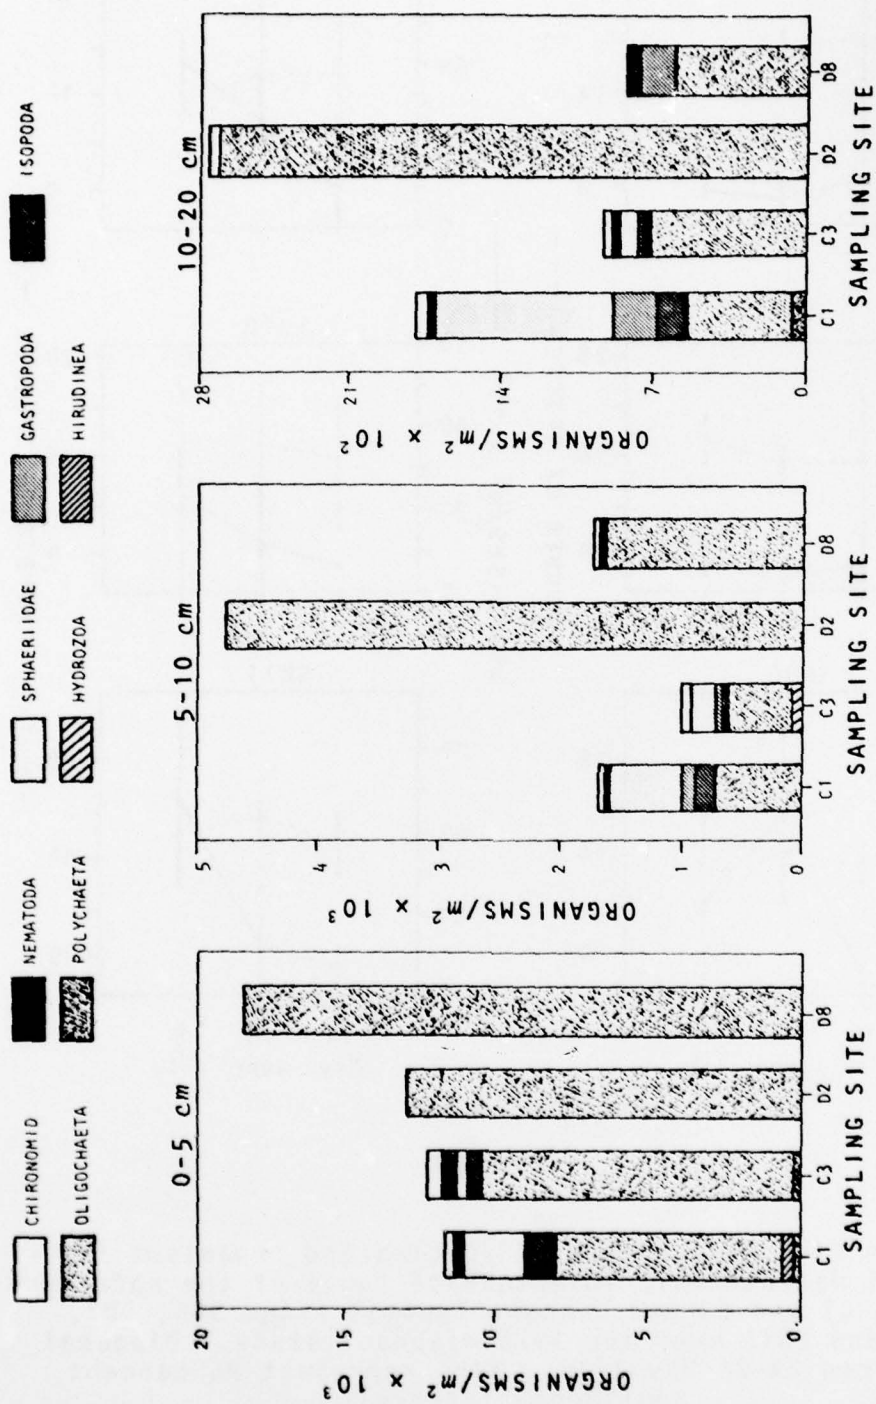 CHIRONOMID NEMATODA SPHAERIIDAE GASTROPODA ISOPODA
OLIGOCHAETA POLYCHAETA HYDROZOA HIRUDINEA
0-5 cm
20
15
10
5
0
ORGANISMS/m² x 10³
C1 C3 D2 D8
SAMPLING SITE
5-10 cm
5
4
3
2
1
0
ORGANISMS/m² x 10³
C1 C3 D2 D8
SAMPLING SITE
10-20 cm
28
21
14
7
0
ORGANISMS/m² x 10²
C1 C3 D2 D8
SAMPLING SITE